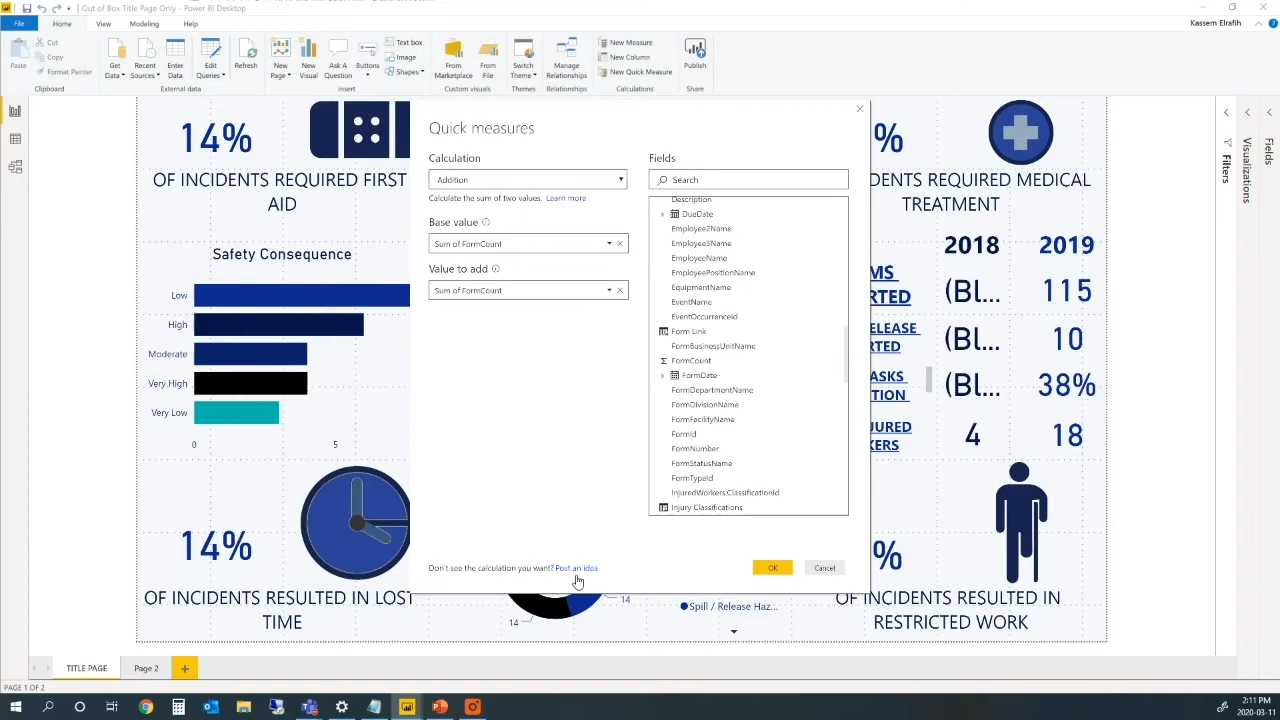 Out of Box Title Page Only - Power BI Desktop
File Home View Modeling Help
Kassem Elrafih
Paste
Cut
Copy
Format Painter
Clipboard
Get Data
Recent Sources
Enter Data
Edit Queries
Refresh
External data
New Page
New Visual
Ask A Question
Buttons
Text box
Image
Shapes
Insert
From Marketplace
From File
Custom visuals
Switch Theme
Themes
Manage Relationships
Relationships
New Measure
New Column
New Quick Measure
Calculations
Publish
Share
14%
OF INCIDENTS REQUIRED FIRST
AID
Safety Consequence
Low
High
Moderate
Very High
Very Low
0 5
14%
OF INCIDENTS RESULTED IN LOST
TIME
Quick measures
Calculation
Addition
Calculate the sum of two values. Learn more
Base value
Sum of FormCount
Value to add
Sum of FormCount
Don't see the calculation you want? Post an idea
Fields
Search
Description
DueDate
Employee2Name
Employee3Name
EmployeeName
EmployeePositionName
EquipmentName
EventName
EventOccurrenceId
Form Link
FormBusinessUnitName
FormCount
FormDate
FormDepartmentName
FormDivisionName
FormFacilityName
FormId
FormNumber
FormStatusName
FormTypeId
InjuredWorkers.ClassificationId
Injury Classifications
OK Cancel
14
14
Spill / Release Haz...
%
DENTS REQUIRED MEDICAL
TREATMENT
2018 2019
MS
RTED
(Bl... 115
ELEASE
RTED
(Bl... 10
ASKS
TION
(Bl... 38%
URED
KERS
4 18
%
OF INCIDENTS RESULTED IN
RESTRICTED WORK
Filters
Visualizations
Fields
TITLE PAGE Page 2
PAGE 1 OF 2
2:11 PM
2020-03-11